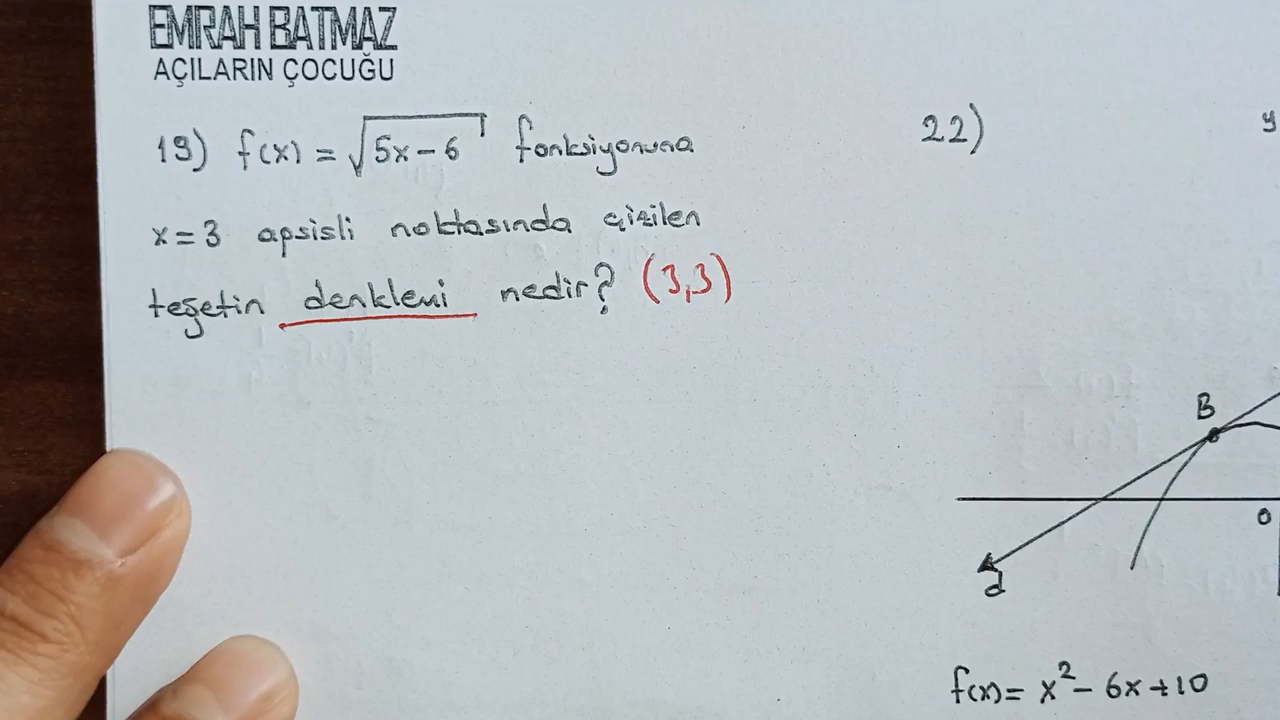 EMRAH BATMAZ
AÇILARIN ÇOCUĞU
19) f(x) = √5x-6 fonksiyonuna
x=3 apsisli noktasında çizilen
teğetin denklemi nedir? (3,3)
22)
y
B
O
d
f(x)= x²- 6x+10